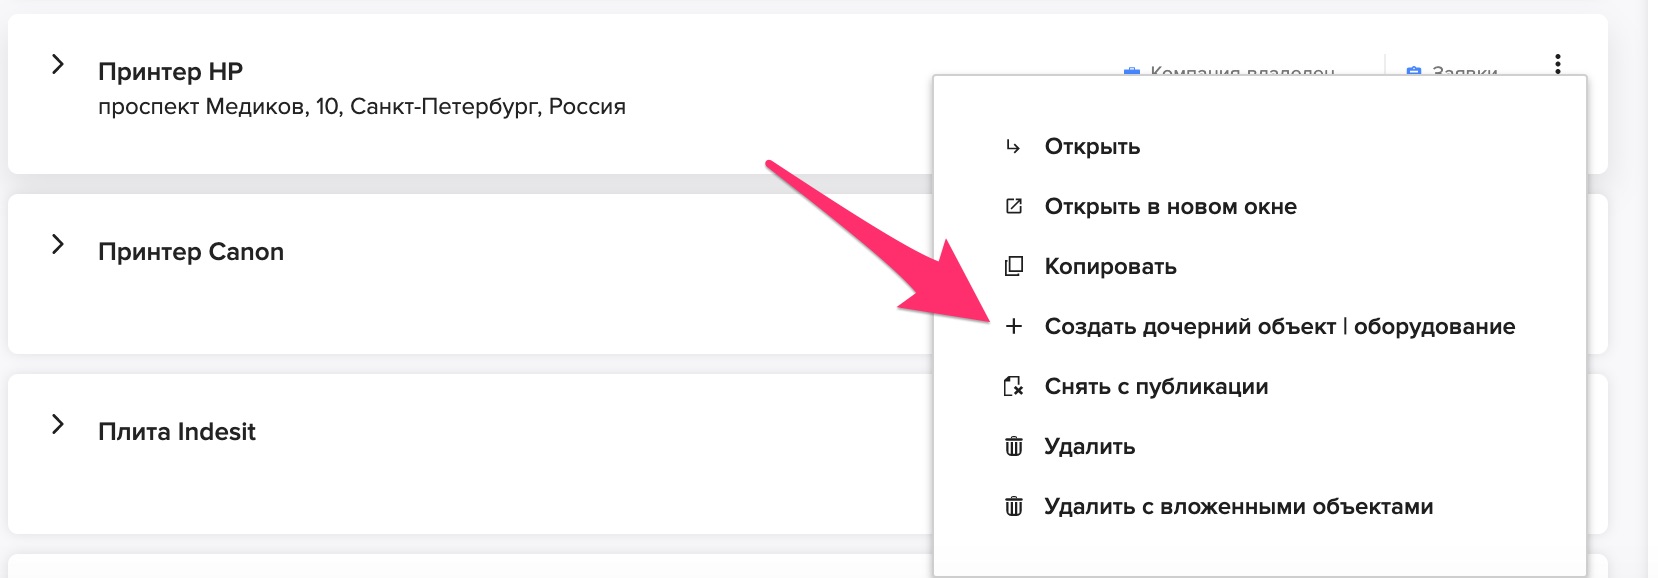 Принтер HP
проспект Медиков, 10, Санкт-Петербург, Россия
Компания владелец
Заявки
Открыть
Открыть в новом окне
Копировать
Создать дочерний объект | оборудование
Снять с публикации
Удалить
Удалить с вложенными объектами
Принтер Canon
Плита Indesit